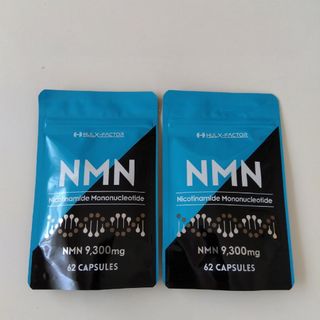 HULX-FACTOR
NMN
Nicotinamide Mononucleotide
NMN 9,300mg
62 CAPSULES
HULX-FACTOR
NMN
Nicotinamide Mononucleotide
NMN 9,300mg
62 CAPSULES